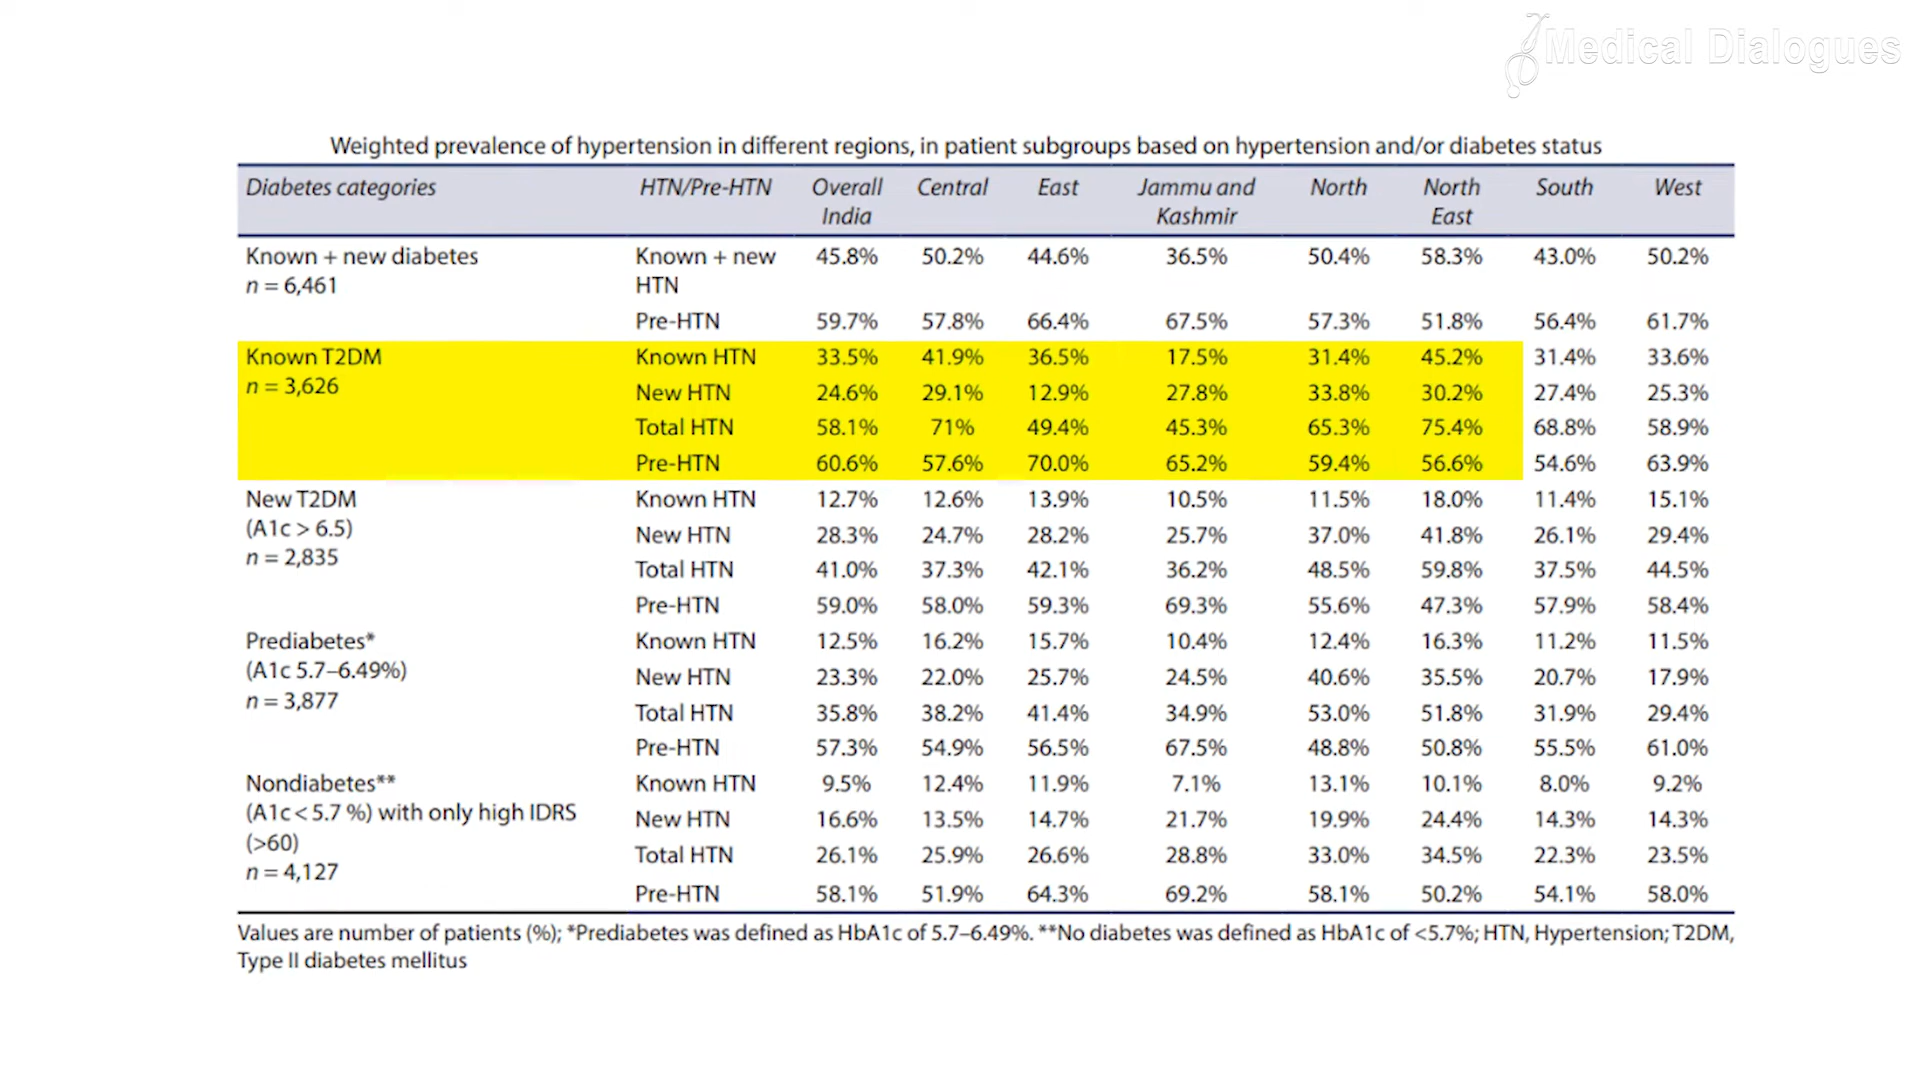 Medical Dialogues
Weighted prevalence of hypertension in different regions, in patient subgroups based on hypertension and/or diabetes status
Diabetes categories HTN/Pre-HTN Overall India Central East Jammu and Kashmir North North East South West
Known + new diabetes n = 6,461 Known + new HTN 45.8% 50.2% 44.6% 36.5% 50.4% 58.3% 43.0% 50.2%
Pre-HTN 59.7% 57.8% 66.4% 67.5% 57.3% 51.8% 56.4% 61.7%
Known T2DM Known HTN 33.5% 41.9% 36.5% 17.5% 31.4% 45.2% 31.4% 33.6%
n = 3,626 New HTN 24.6% 29.1% 12.9% 27.8% 33.8% 30.2% 27.4% 25.3%
Total HTN 58.1% 71% 49.4% 45.3% 65.3% 75.4% 68.8% 58.9%
Pre-HTN 60.6% 57.6% 70.0% 65.2% 59.4% 56.6% 54.6% 63.9%
New T2DM Known HTN 12.7% 12.6% 13.9% 10.5% 11.5% 18.0% 11.4% 15.1%
(A1c > 6.5) New HTN 28.3% 24.7% 28.2% 25.7% 37.0% 41.8% 26.1% 29.4%
n = 2,835 Total HTN 41.0% 37.3% 42.1% 36.2% 48.5% 59.8% 37.5% 44.5%
Pre-HTN 59.0% 58.0% 59.3% 69.3% 55.6% 47.3% 57.9% 58.4%
Prediabetes* Known HTN 12.5% 16.2% 15.7% 10.4% 12.4% 16.3% 11.2% 11.5%
(A1c 5.7–6.49%) New HTN 23.3% 22.0% 25.7% 24.5% 40.6% 35.5% 20.7% 17.9%
n = 3,877 Total HTN 35.8% 38.2% 41.4% 34.9% 53.0% 51.8% 31.9% 29.4%
Pre-HTN 57.3% 54.9% 56.5% 67.5% 48.8% 50.8% 55.5% 61.0%
Nondiabetes** Known HTN 9.5% 12.4% 11.9% 7.1% 13.1% 10.1% 8.0% 9.2%
(A1c < 5.7 %) with only high IDRS New HTN 16.6% 13.5% 14.7% 21.7% 19.9% 24.4% 14.3% 14.3%
(>60) Total HTN 26.1% 25.9% 26.6% 28.8% 33.0% 34.5% 22.3% 23.5%
n = 4,127 Pre-HTN 58.1% 51.9% 64.3% 69.2% 58.1% 50.2% 54.1% 58.0%
Values are number of patients (%); *Prediabetes was defined as HbA1c of 5.7–6.49%. **No diabetes was defined as HbA1c of <5.7%; HTN, Hypertension; T2DM,
Type II diabetes mellitus